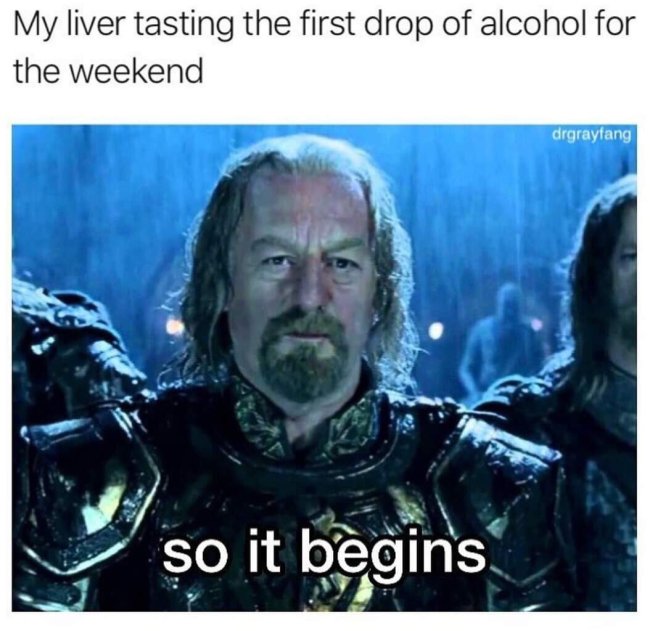 My liver tasting the first drop of alcohol for
the weekend
drgrayfang
so it begins